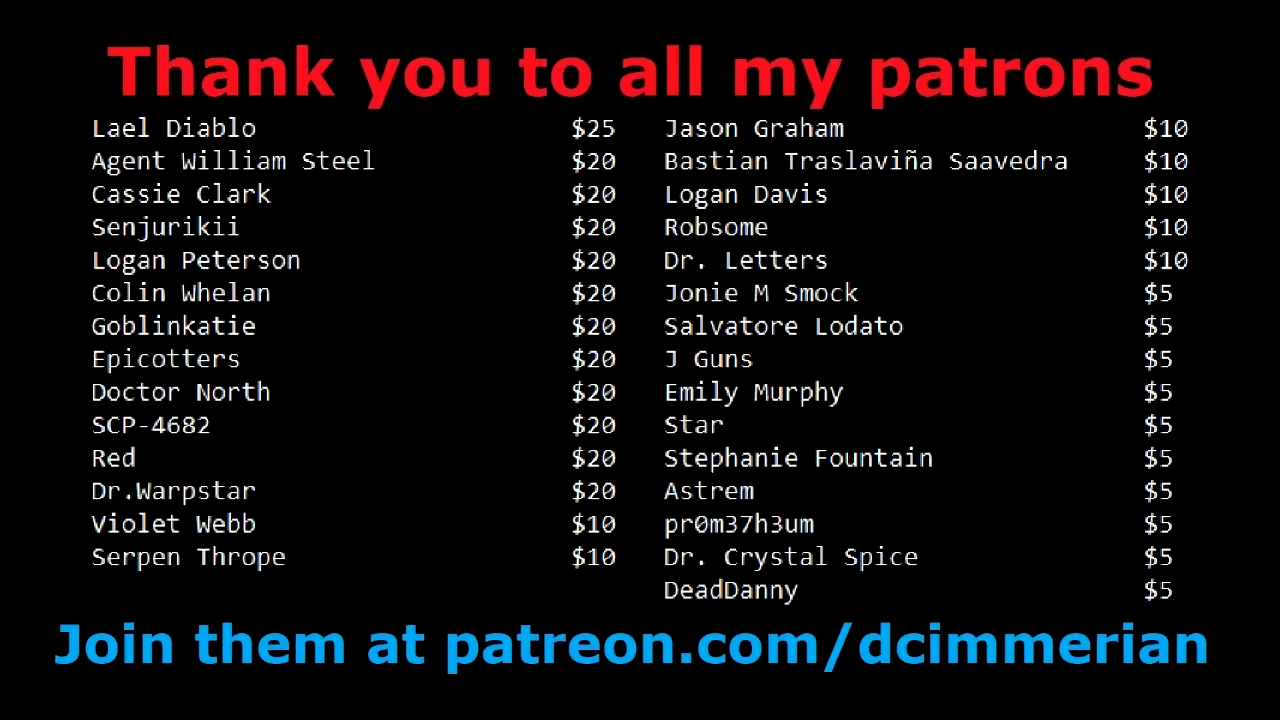 Thank you to all my patrons
Lael Diablo $25
Agent William Steel $20
Cassie Clark $20
Senjurikii $20
Logan Peterson $20
Colin Whelan $20
Goblinkatie $20
Epicotters $20
Doctor North $20
SCP-4682 $20
Red $20
Dr.Warpstar $20
Violet Webb $10
Serpen Thrope $10
Jason Graham $10
Bastian Traslaviña Saavedra $10
Logan Davis $10
Robsome $10
Dr. Letters $10
Jonie M Smock $5
Salvatore Lodato $5
J Guns $5
Emily Murphy $5
Star $5
Stephanie Fountain $5
Astrem $5
pr0m37h3um $5
Dr. Crystal Spice $5
DeadDanny $5
Join them at patreon.com/dcimmerian